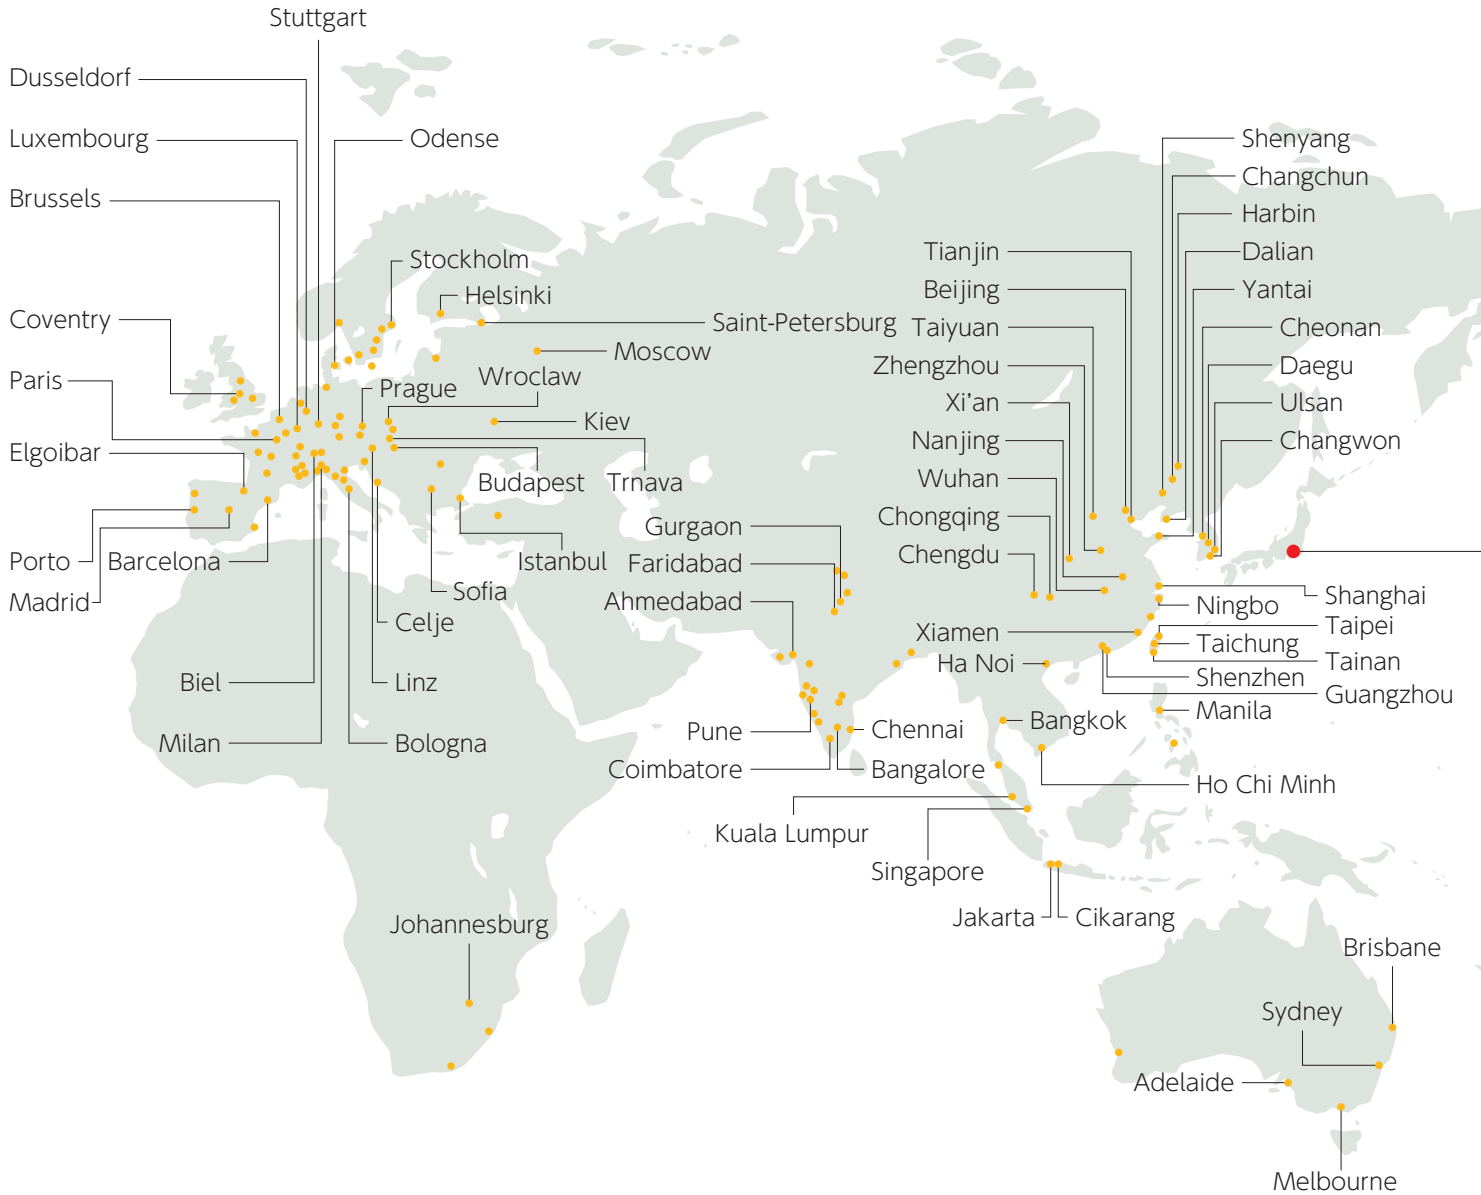 Stuttgart
Dusseldorf
Luxembourg
Brussels
Odense
Stockholm
Helsinki
Saint-Petersburg
Moscow
Coventry
Paris
Elgoibar
Prague
Wroclaw
Kiev
Budapest
Trnava
Porto
Barcelona
Madrid
Istanbul
Sofia
Celje
Biel
Linz
Milan
Bologna
Shenyang
Changchun
Harbin
Dalian
Yantai
Cheonan
Daegu
Ulsan
Changwon
Tianjin
Beijing
Taiyuan
Zhengzhou
Xi’an
Nanjing
Wuhan
Chongqing
Chengdu
Gurgaon
Faridabad
Ahmedabad
Xiamen
Ha Noi
Ningbo
Shanghai
Taipei
Taichung
Tainan
Shenzhen
Guangzhou
Manila
Bangkok
Pune
Chennai
Coimbatore
Bangalore
Ho Chi Minh
Kuala Lumpur
Singapore
Jakarta
Cikarang
Johannesburg
Brisbane
Sydney
Adelaide
Melbourne